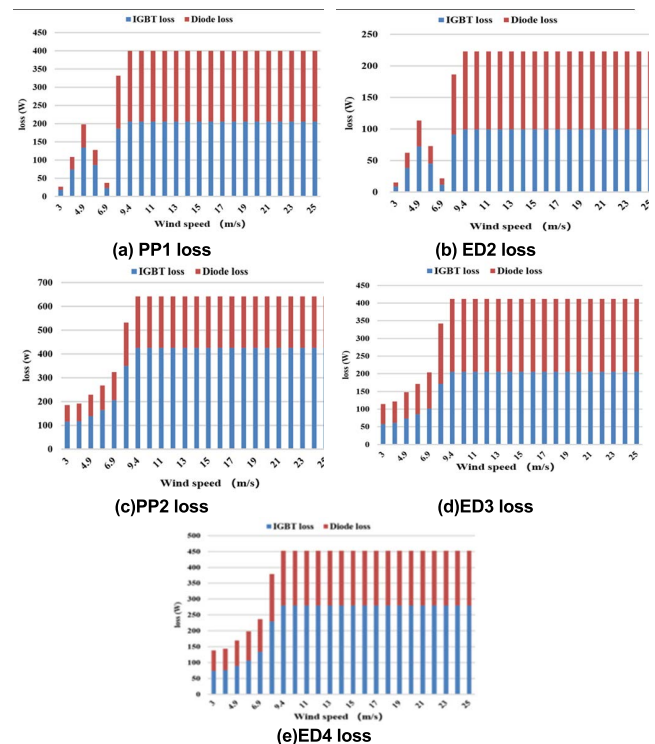 IGBT loss Diode loss
450
400
350
300
250
200
150
100
50
0
loss (W)
3 4.9 6.9 9.4 11 13 15 17 19 21 23 25
Wind speed (m/s)
(a) PP1 loss
IGBT loss Diode loss
250
200
150
100
50
0
loss (W)
3 4.9 6.9 9.4 11 13 15 17 19 21 23 25
Wind speed (m/s)
(b) ED2 loss
IGBT loss Diode loss
700
600
500
400
300
200
100
0
loss (w)
3 4.9 6.9 9.4 11 13 15 17 19 21 23 25
Wind speed (m/s)
(c)PP2 loss
IGBT loss Diode loss
450
400
350
300
250
200
150
100
50
0
loss (W)
3 4.9 6.9 9.4 11 13 15 17 19 21 23 25
Wind speed (m/s)
(d)ED3 loss
IGBT loss Diode loss
500
450
400
350
300
250
200
150
100
50
0
loss (W)
3 4.9 6.9 9.4 11 13 15 17 19 21 23 25
Wind speed (m/s)
(e)ED4 loss